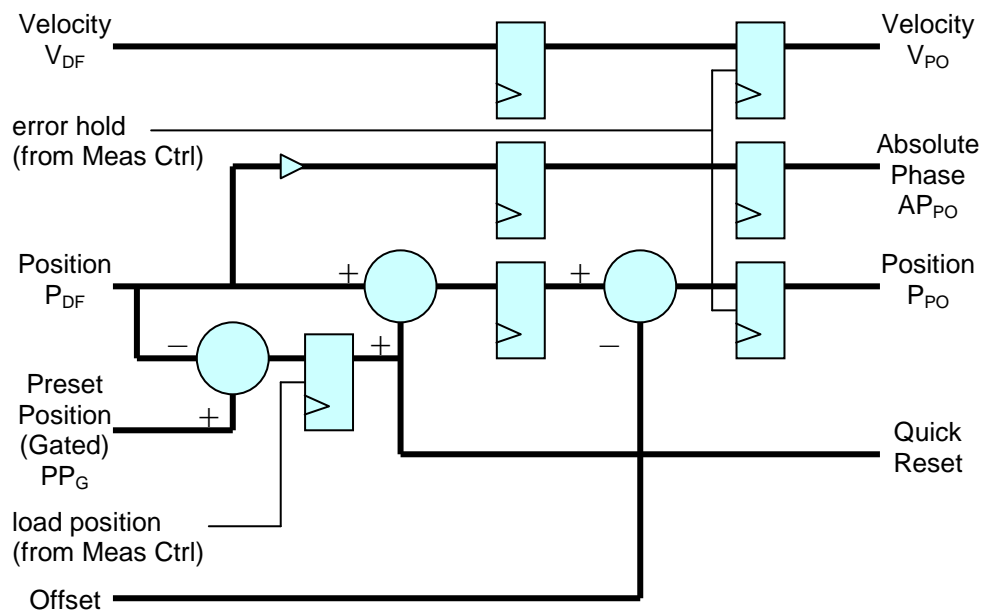 Velocity
V_DF
Velocity
V_PO
error hold
(from Meas Ctrl)
Absolute
Phase
AP_PO
Position
P_DF
+
+
Position
P_PO
−
+
−
Preset
Position
(Gated)
PP_G
+
Quick
Reset
load position
(from Meas Ctrl)
Offset